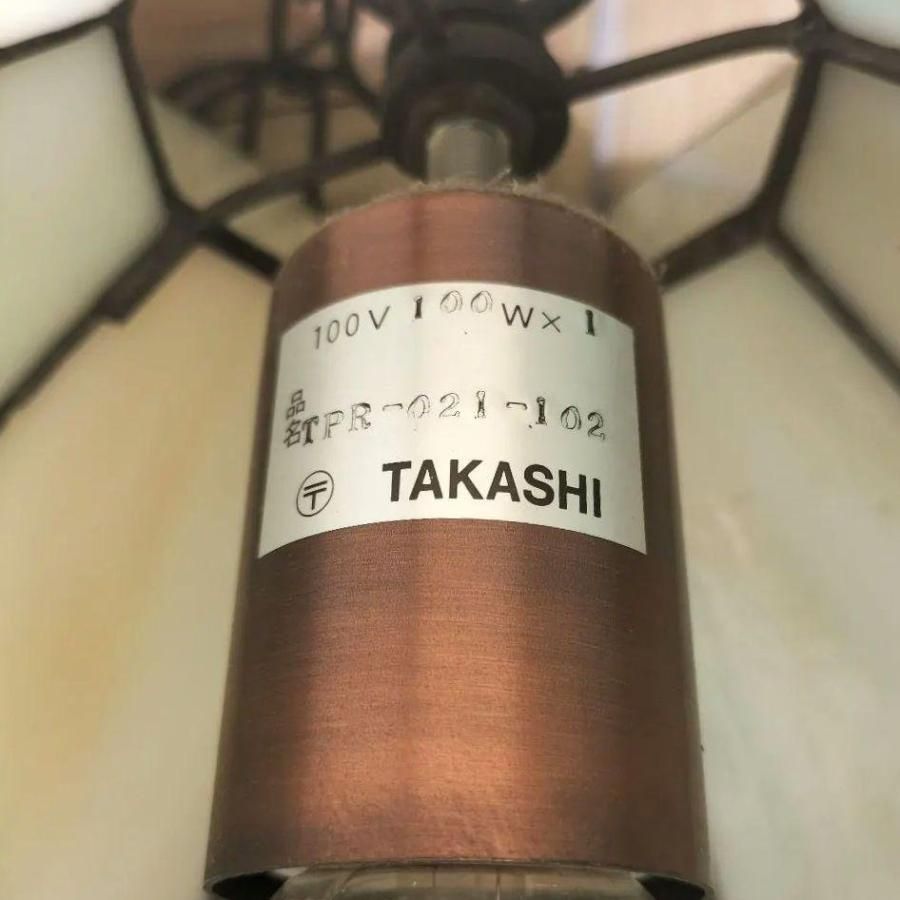 100V 100W× 1
品名 TPR-021-102
〒 TAKASHI